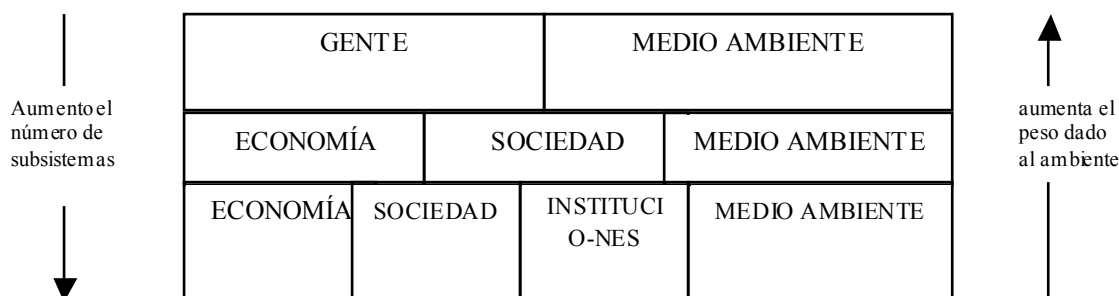 GENTE
MEDIO AMBIENTE
Aumento el
número de
subsistemas
aumenta el
peso dado
al ambiente
ECONOMÍA
SOCIEDAD
MEDIO AMBIENTE
ECONOMÍA
SOCIEDAD
INSTITUCI
O-NES
MEDIO AMBIENTE